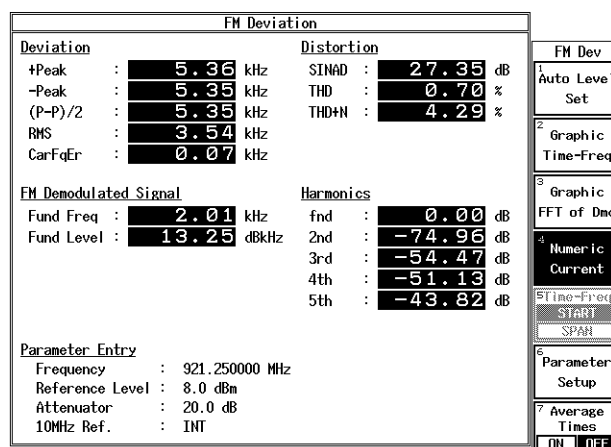 FM Deviation
Deviation
+Peak : 5.36 kHz
-Peak : 5.35 kHz
(P-P)/2 : 5.35 kHz
RMS : 3.54 kHz
CarFqEr : 0.07 kHz
Distortion
SINAD : 27.35 dB
THD : 0.70 %
THD+N : 4.29 %
FM Demodulated Signal
Fund Freq : 2.01 kHz
Fund Level : 13.25 dBkHz
Harmonics
fnd : 0.00 dB
2nd : -74.96 dB
3rd : -54.47 dB
4th : -51.13 dB
5th : -43.82 dB
Parameter Entry
Frequency : 921.250000 MHz
Reference Level : 8.0 dBm
Attenuator : 20.0 dB
10MHz Ref. : INT
FM Dev
1
Auto Level
Set
2
Graphic
Time-Freq
3
Graphic
FFT of Dmo
4
Numeric
Current
5 Time-Freq
START
SPAN
6
Parameter
Setup
7 Average
Times
ON OFF